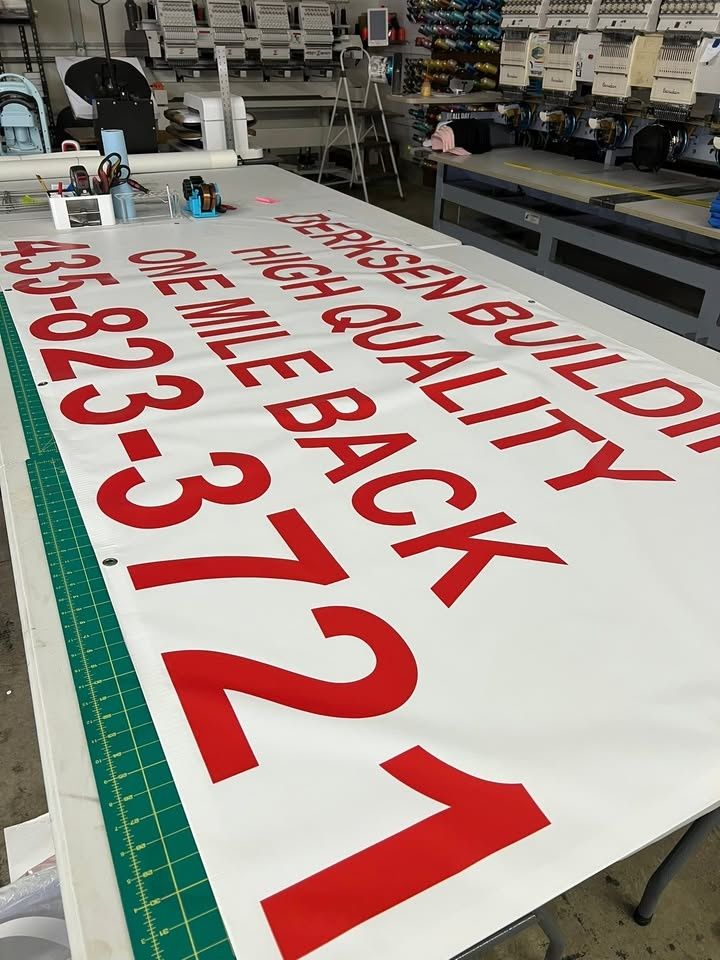 DERKSEN BUILDI
HIGH QUALITY
ONE MILE BACK
435-823-3721